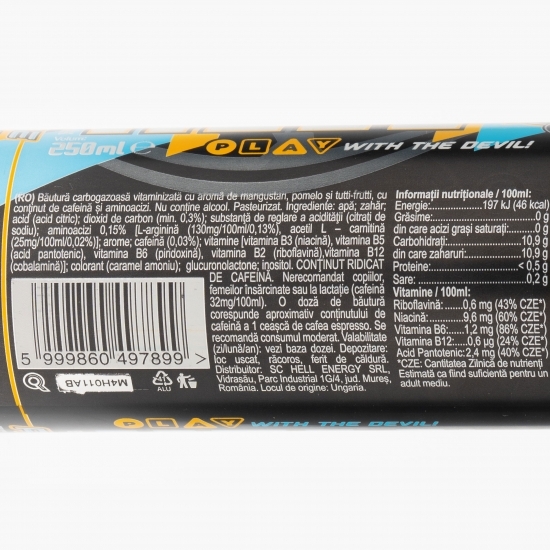 250ml e
PLAY WITH THE DEVIL!
(RO) Băutură carbogazoasă vitaminizată cu aromă de mangustan, pomelo și tutti-frutti, cu
conținut de cafeină și aminoacizi. Nu conține alcool. Pasteurizat. Ingrediente: apă; zahăr;
acid (acid citric); dioxid de carbon (min. 0,3%); substanță de reglare a acidității (citrați de
sodiu); aminoacizi 0,15% [L-arginină (130mg/100ml/0,13%), acetil L – carnitină
(25mg/100ml/0,02%)]; arome; cafeină (0,03%); vitamine [vitamina B3 (niacină), vitamina B5
(acid pantotenic), vitamina B6 (piridoxină), vitamina B2 (riboflavină),vitamina B12
(cobalamină)]; colorant (caramel amoniu); glucuronolactone; inositol. CONȚINUT RIDICAT
DE CAFEINĂ. Nerecomandat copiilor,
femeilor însărcinate sau la lactație (cafeină
32mg/100ml). O doză de băutură
corespunde aproximativ conținutului de
cafeină a 1 ceașcă de cafea espresso. Se
recomandă consumul moderat. Valabilitate
(zi/lună/an): vezi baza dozei. Depozitare:
loc uscat, răcoros, ferit de căldură.
Distribuitor: SC HELL ENERGY SRL,
Vidrasău, Parc Industrial 1G/4, jud. Mureș,
România. Locul de origine: Ungaria.
5 999860 497899 >
M4H011AB
41
ALU
Informații nutriționale / 100ml:
Energie:..............197 kJ (46 kcal)
Grăsime:..............0 g
din care acizi grași saturați:....0 g
Carbohidrați:..............10,9 g
din care zaharuri:..............10,9 g
Proteine:..............< 0,5 g
Sare:..............0,2 g
Vitamine / 100ml:
Riboflavină:........0,6 mg (43% CZE*)
Niacină:........9,6 mg (60% CZE*)
Vitamina B6:........1,2 mg (86% CZE*)
Vitamina B12:........0,6 µg (24% CZE*)
Acid Pantotenic:2,4 mg (40% CZE*)
*CZE: Cantitatea Zilnică de nutrienți
Estimată ca fiind suficientă pentru un
adult mediu.
PLAY WITH THE DEVIL!